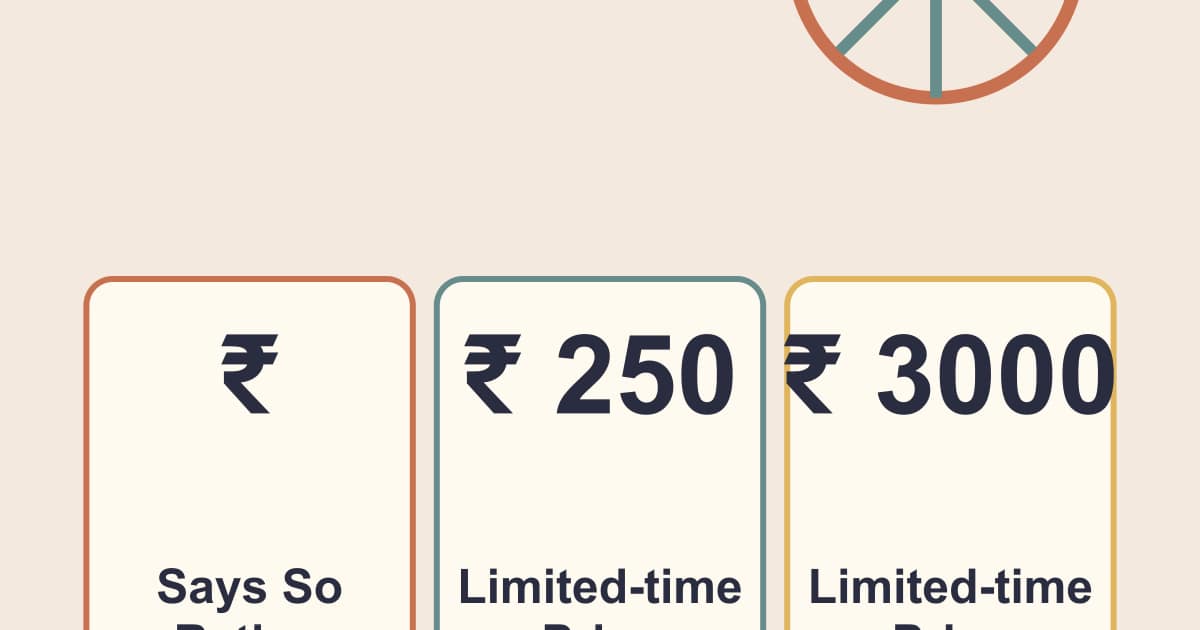 ₹
₹ 250
₹ 3000
Says So
Limited-time
Limited-time